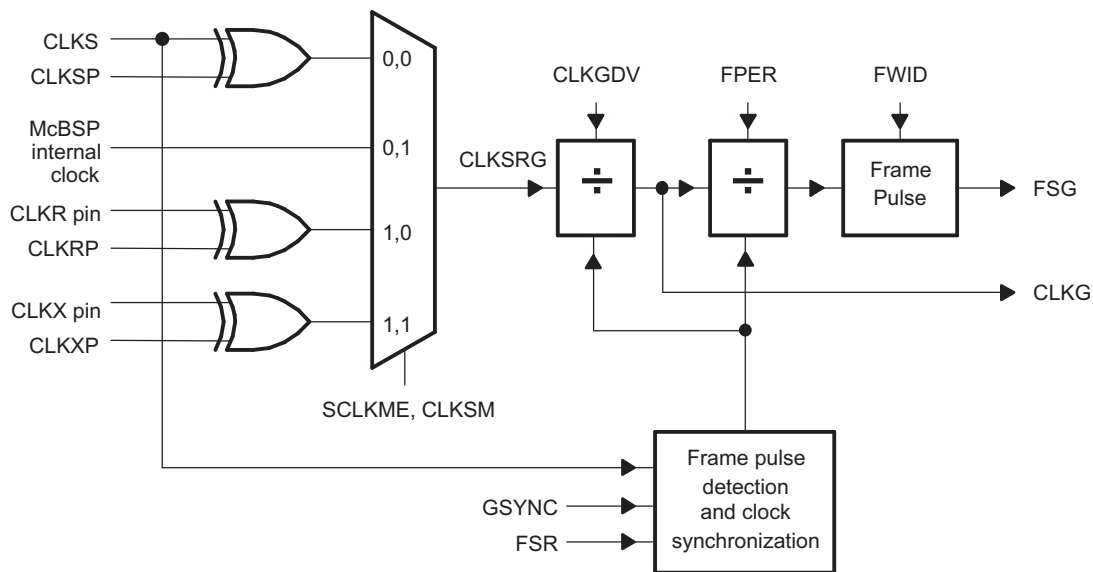 CLKS
CLKSP
McBSP
internal
clock
CLKR pin
CLKRP
CLKX pin
CLKXP
0,0
0,1
1,0
1,1
SCLKME, CLKSM
CLKSRG
CLKGDV
÷
FPER
÷
FWID
Frame
Pulse
FSG
CLKG
GSYNC
FSR
Frame pulse
detection
and clock
synchronization